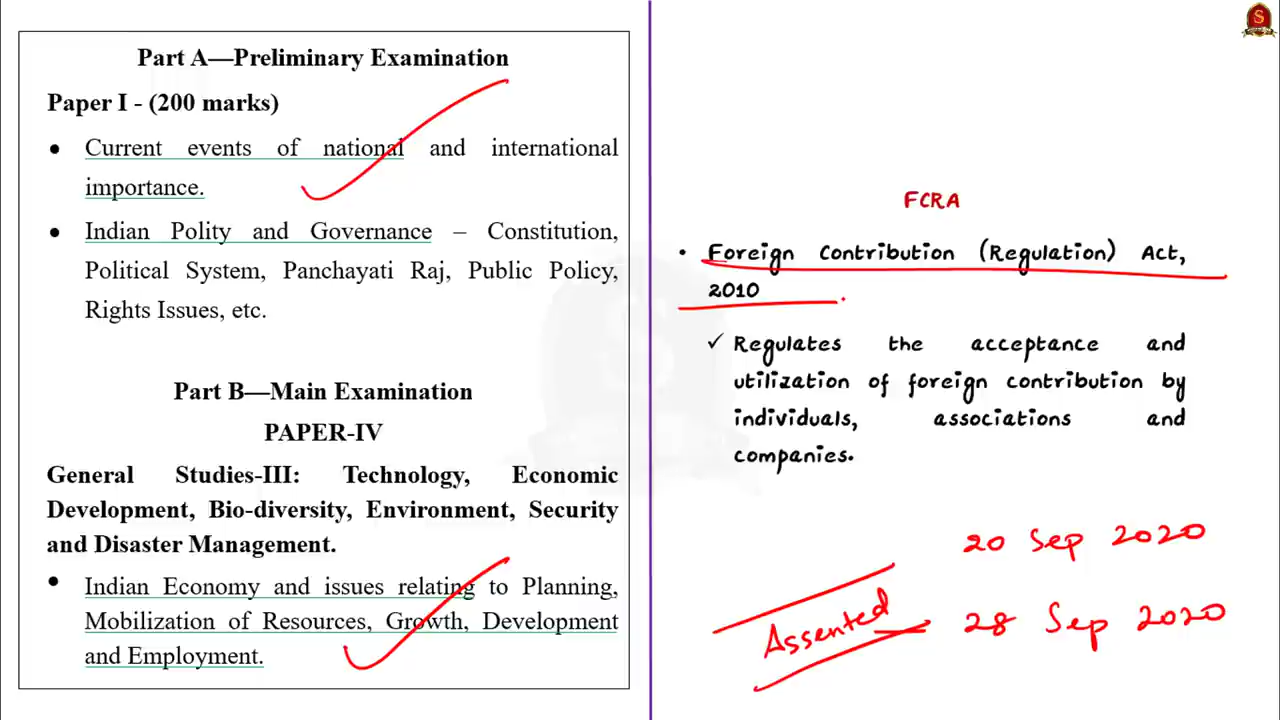 Part A—Preliminary Examination
Paper I - (200 marks)
● Current events of national and international
importance.
● Indian Polity and Governance – Constitution,
Political System, Panchayati Raj, Public Policy,
Rights Issues, etc.
Part B—Main Examination
PAPER-IV
General Studies-III: Technology, Economic
Development, Bio-diversity, Environment, Security
and Disaster Management.
● Indian Economy and issues relating to Planning,
Mobilization of Resources, Growth, Development
and Employment.
FCRA
• Foreign Contribution (Regulation) Act,
2010
✓ Regulates the acceptance and
utilization of foreign contribution by
individuals, associations and
companies.
20 Sep 2020
Assented 28 Sep 2020